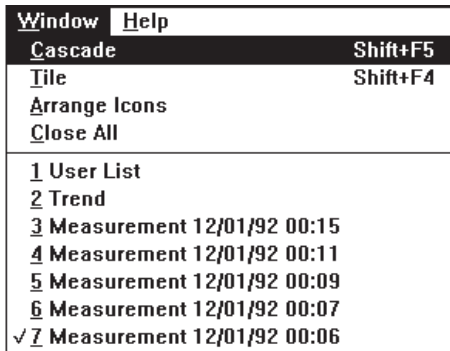 Window Help
Cascade Shift+F5
Tile Shift+F4
Arrange Icons
Close All
1 User List
2 Trend
3 Measurement 12/01/92 00:15
4 Measurement 12/01/92 00:11
5 Measurement 12/01/92 00:09
6 Measurement 12/01/92 00:07
√ 7 Measurement 12/01/92 00:06